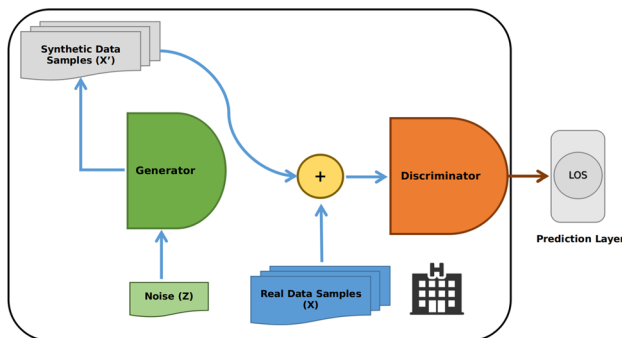 Synthetic Data
Samples (X’)
Generator
+
Discriminator
LOS
Prediction Layer
Noise (Z)
Real Data Samples
(X)
H